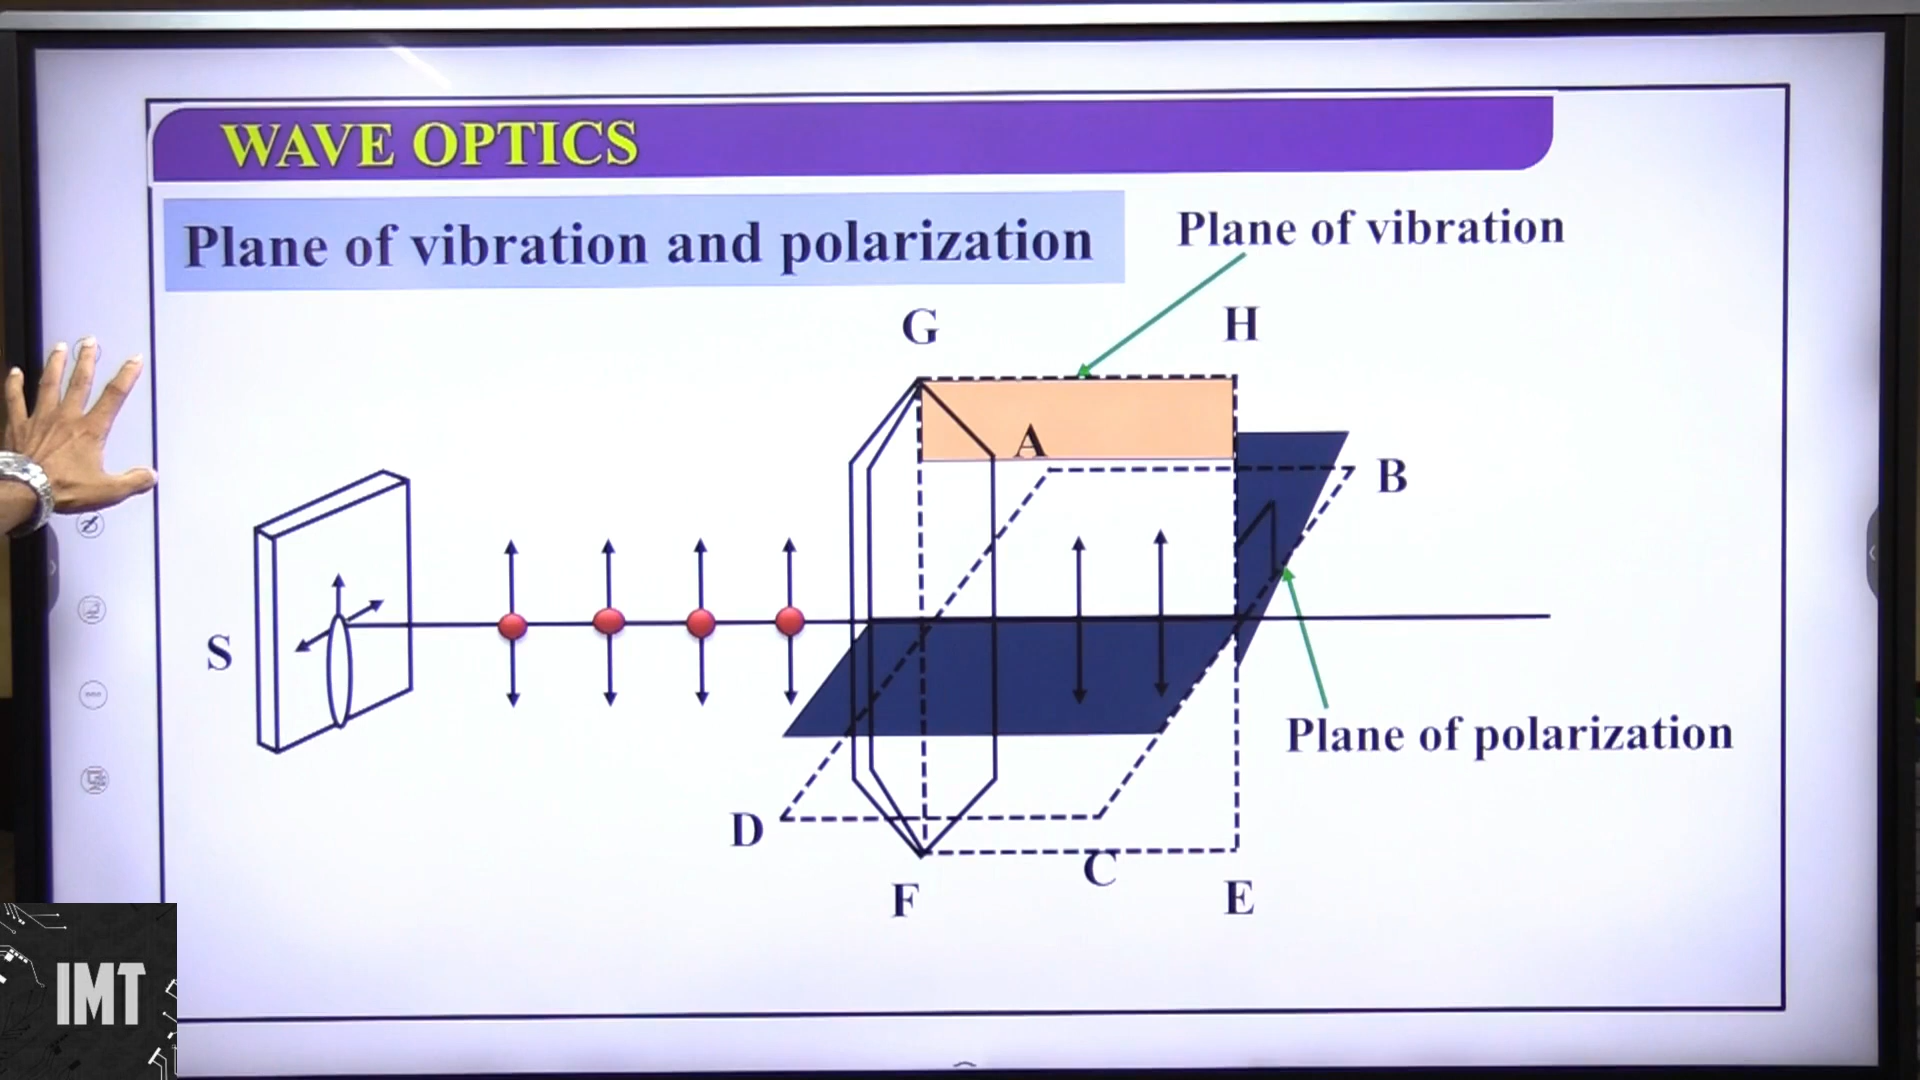 WAVE OPTICS
Plane of vibration and polarization
Plane of vibration
G
H
A
B
S
Plane of polarization
D
C
F
E
IMT